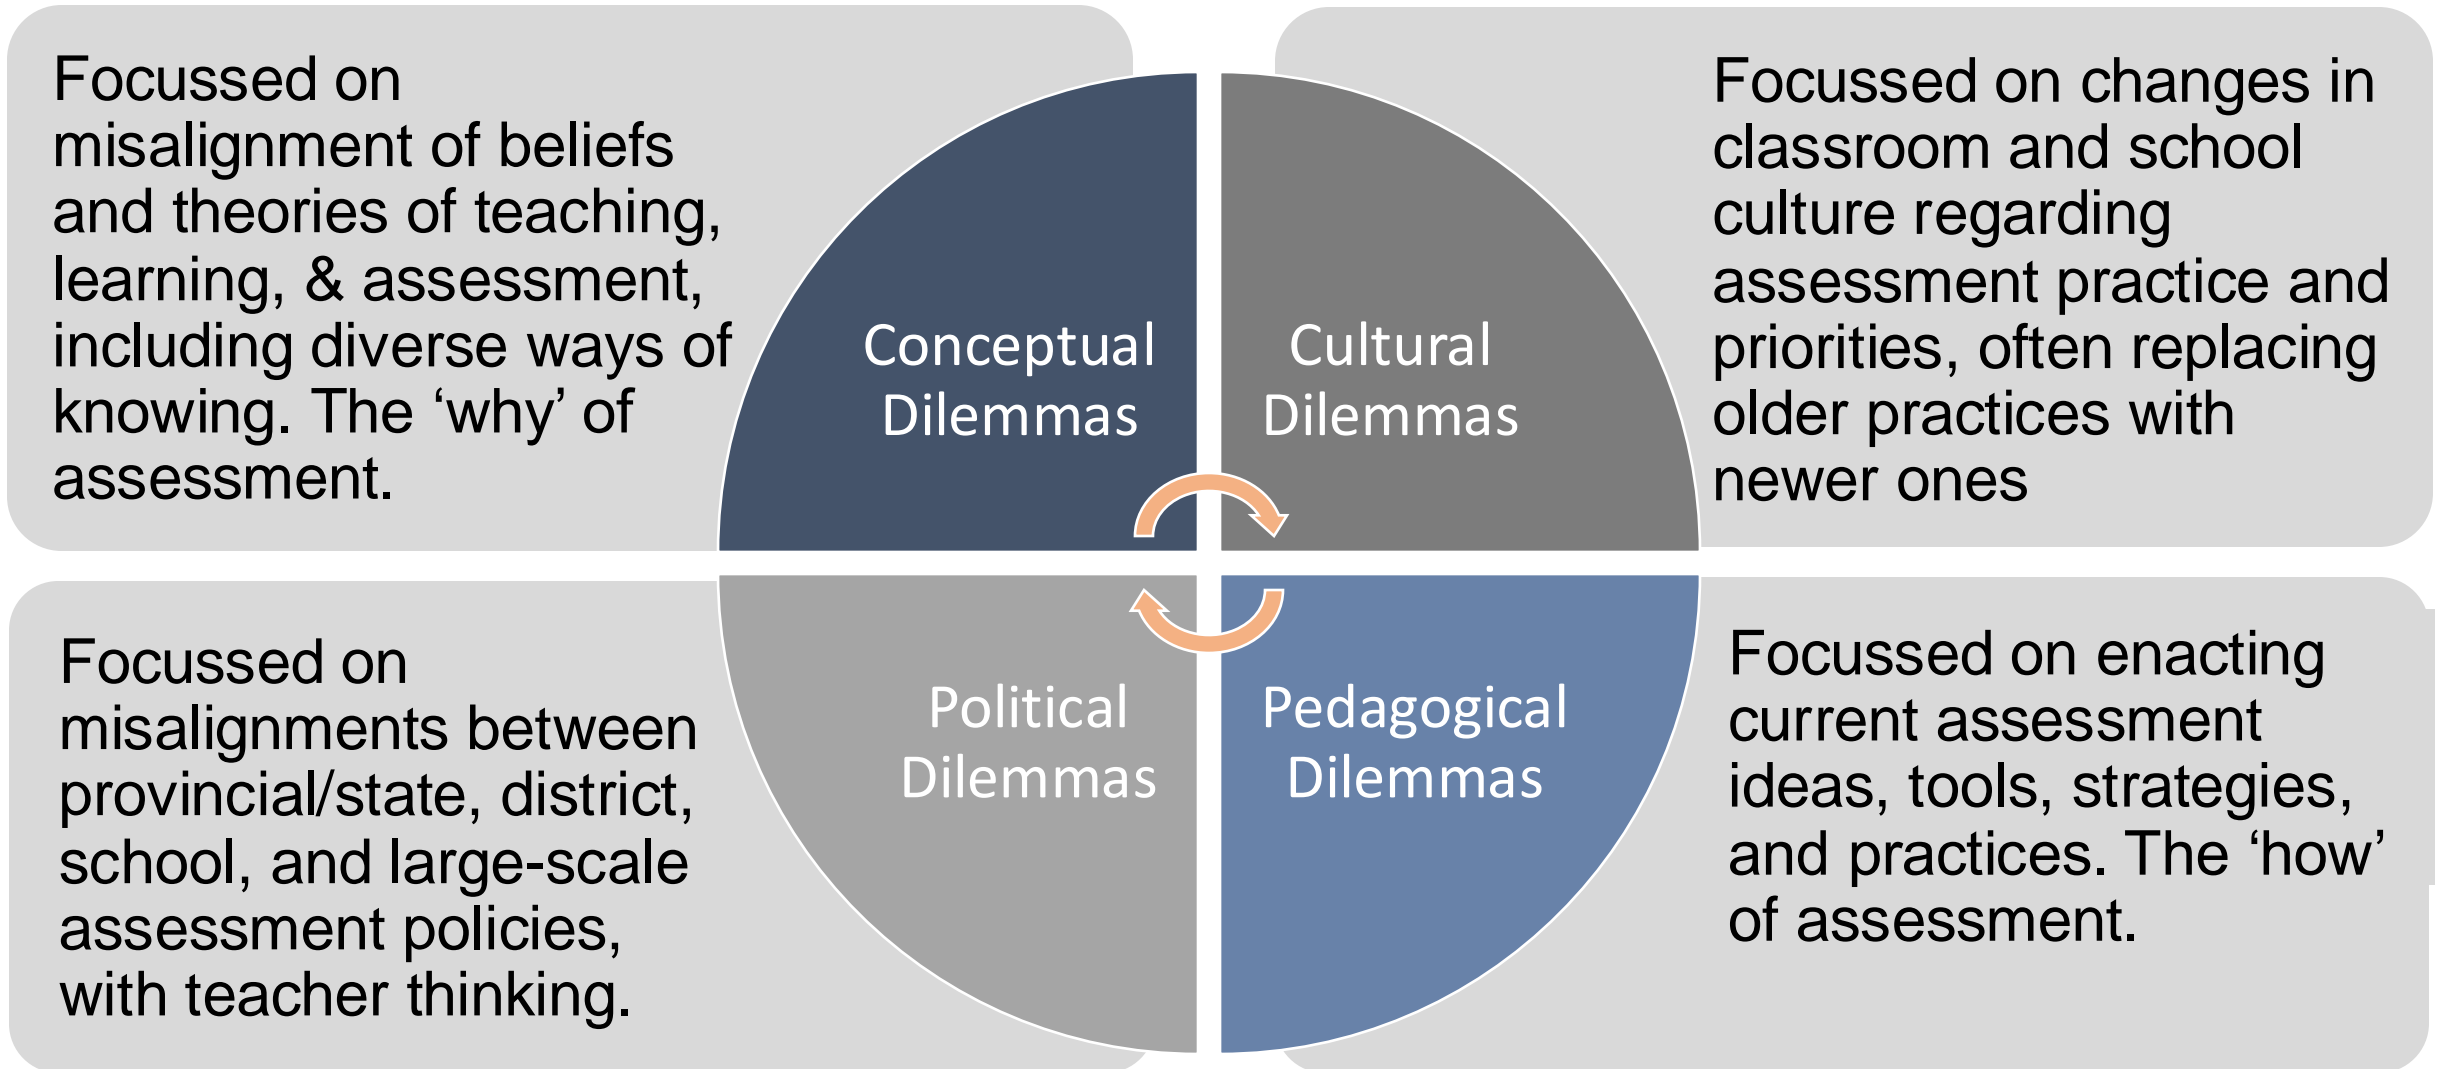 Focussed on
misalignment of beliefs
and theories of teaching,
learning, & assessment,
including diverse ways of
knowing. The ‘why’ of
assessment.
Conceptual
Dilemmas
Cultural
Dilemmas
Focussed on changes in
classroom and school
culture regarding
assessment practice and
priorities, often replacing
older practices with
newer ones
Focussed on
misalignments between
provincial/state, district,
school, and large-scale
assessment policies,
with teacher thinking.
Political
Dilemmas
Pedagogical
Dilemmas
Focussed on enacting
current assessment
ideas, tools, strategies,
and practices. The ‘how’
of assessment.